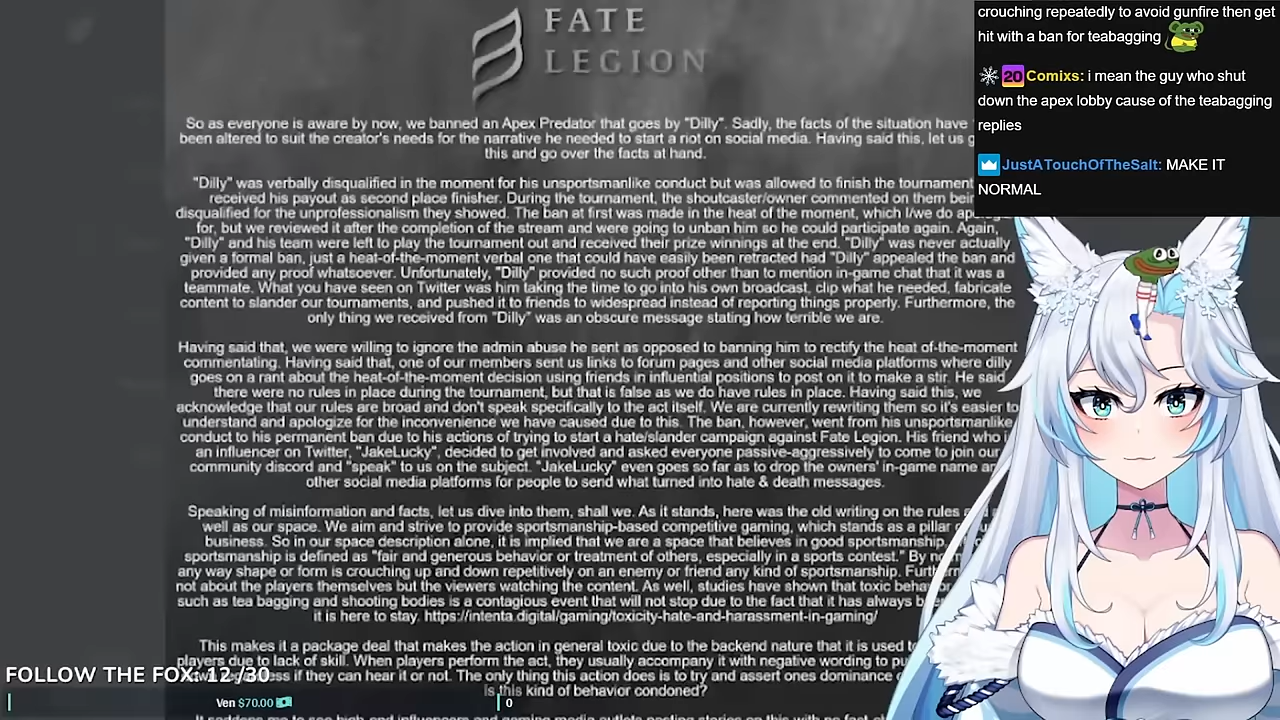 FATE
LEGION
So as everyone is aware by now, we banned an Apex Predator that goes by "Dilly". Sadly, the facts of the situation have
been altered to suit the creator's needs for the narrative he needed to start a riot on social media. Having said this, let us g
this and go over the facts at hand.
"Dilly" was verbally disqualified in the moment for his unsportsmanlike conduct but was allowed to finish the tournament
received his payout as second place finisher. During the tournament, the shoutcaster/owner commented on them bein
disqualified for the unprofessionalism they showed. The ban at first was made in the heat of the moment, which I/we do
for, but we reviewed it after the completion of the stream and were going to unban him so he could participate again. Again,
"Dilly" and his team were left to play the tournament out and received their prize winnings at the end. "Dilly" was never actually
given a formal ban, just a heat-of-the-moment verbal one that could have easily been retracted had "Dilly" appealed the ban and
provided any proof whatsoever. Unfortunately, "Dilly" provided no such proof other than to mention in-game chat that it was a
teammate. What you have seen on Twitter was him taking the time to go into his own broadcast, clip what he needed, fabricate
content to slander our tournaments, and pushed it to friends to widespread instead of reporting things properly. Furthermore, the
only thing we received from "Dilly" was an obscure message stating how terrible we are.
Having said that, we were willing to ignore the admin abuse he sent as opposed to banning him to rectify the heat of-the-moment
commentating. Having said that, one of our members sent us links to forum pages and other social media platforms where dilly
goes on a rant about the heat-of-the-moment decision using friends in influential positions to post on it to make a stir. He said
there were no rules in place during the tournament, but that is false as we do have rules in place. Having said this, we
acknowledge that our rules are broad and don't speak specifically to the act itself. We are currently rewriting them so it's easier to
understand and apologize for the inconvenience we have caused due to this. The ban, however, went from his unsportsmanlike
conduct to his permanent ban due to his actions of trying to start a hate/slander campaign against Fate Legion. His friend who i
an influencer on Twitter, "JakeLucky", decided to get involved and asked everyone passive-aggressively to come to join our
community discord and "speak" to us on the subject. "JakeLucky" even goes so far as to drop the owners' in-game name an
other social media platforms for people to send what turned into hate & death messages.
Speaking of misinformation and facts, let us dive into them, shall we. As it stands, here was the old writing on the rules
well as our space. We aim and strive to provide sportsmanship-based competitive gaming, which stands as a pillar
business. So in our space description alone, it is implied that we are a space that believes in good sportsmanship.
sportsmanship is defined as "fair and generous behavior or treatment of others, especially in a sports contest." By no
any way shape or form is crouching up and down repetitively on an enemy or friend any kind of sportsmanship. Furth
not about the players themselves but the viewers watching the content. As well, studies have shown that toxic behav
such as tea bagging and shooting bodies is a contagious event that will not stop due to the fact that it has always b
it is here to stay. https://intenta.digital/gaming/toxicity-hate-and-harassment-in-gaming/
This makes it a package deal that makes the action in general toxic due to the backend nature that it is used t
players due to lack of skill. When players perform the act, they usually accompany it with negative wording to pu
ss if they can hear it or not. The only thing this action does is to try and assert ones dominance
Is this kind of behavior condoned?
FOLLOW THE FOX: 12 /30
Ven $70.00
0
crouching repeatedly to avoid gunfire then get
hit with a ban for teabagging
20 Comixs: i mean the guy who shut
down the apex lobby cause of the teabagging
replies
JustATouchOfTheSalt: MAKE IT
NORMAL